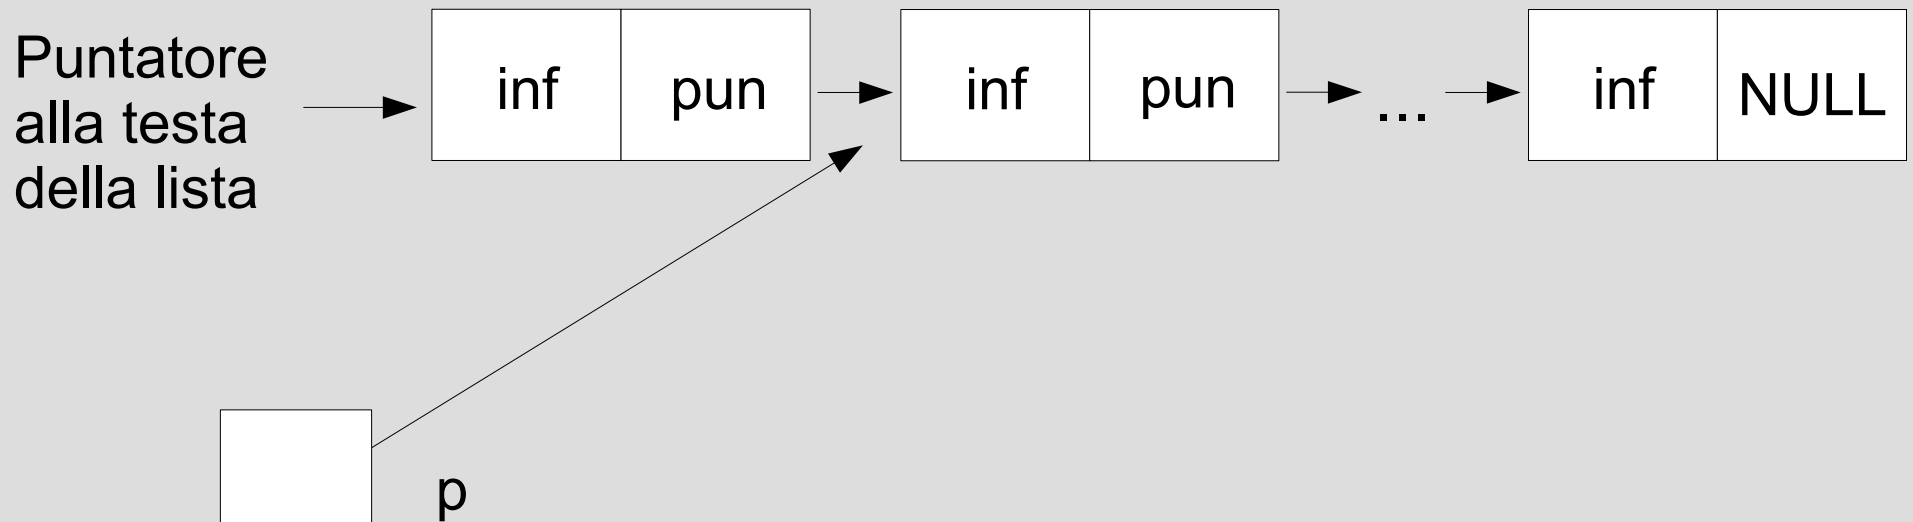 Puntatore
alla testa
della lista
inf pun inf pun ... inf NULL
p